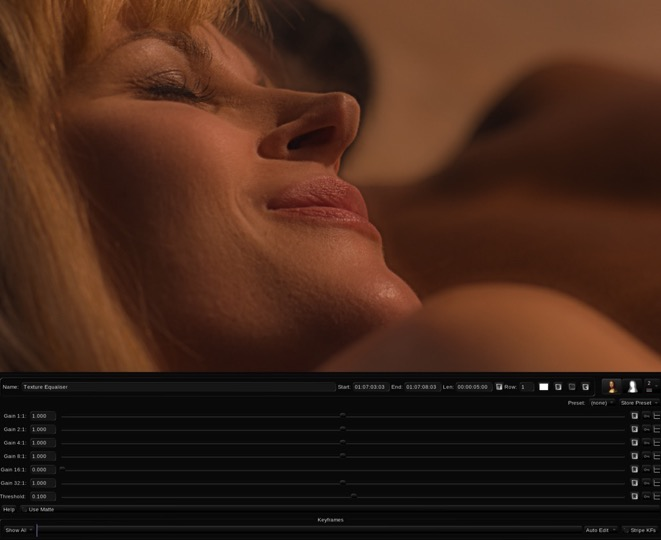 Name: Texture Equaliser Start: 01:07:03:03 End: 01:07:08:03 Len: 00:00:05:00 Row: 1 2
Preset: (none) Store Preset
Gain 1:1: 1.000
Gain 2:1: 1.000
Gain 4:1: 1.000
Gain 8:1: 1.000
Gain 16:1: 0.000
Gain 32:1: 1.000
Threshold: 0.100
Help Use Matte
Keyframes
Show All Auto Edit Stripe KFs